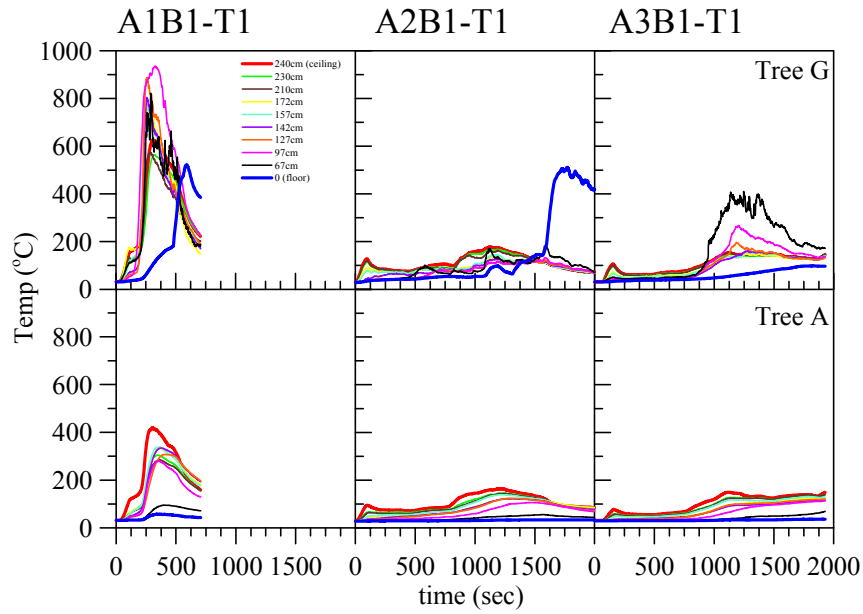 A1B1-T1 A2B1-T1 A3B1-T1
1000
800
600
400
200
0
240cm (ceiling)
230cm
210cm
172cm
157cm
142cm
127cm
97cm
67cm
0 (floor)
Tree G
Temp (°C)
800
600
400
200
0
Tree A
0 500 1000 1500 0 500 1000 1500 0 500 1000 1500 2000
time (sec)